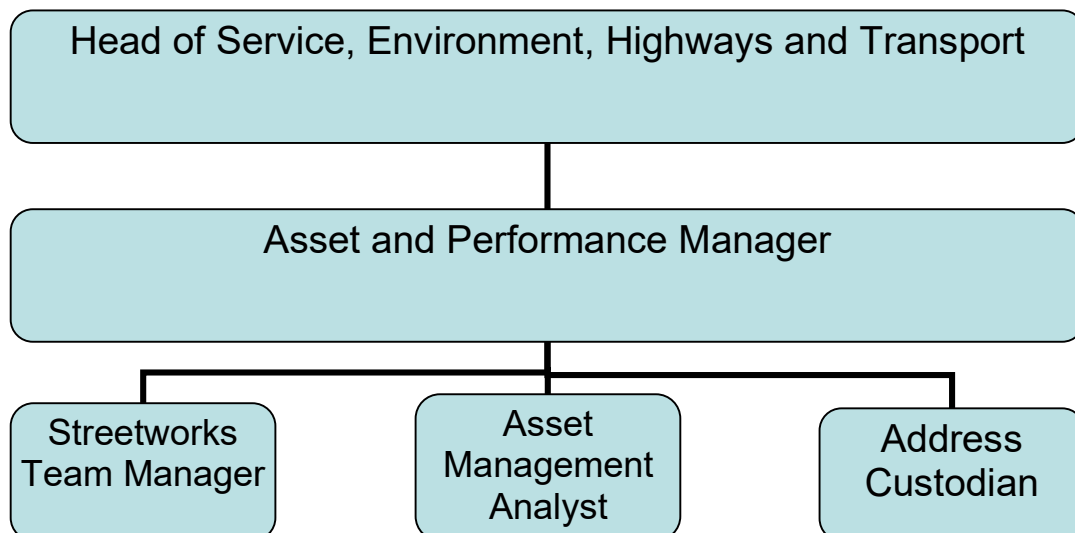 Head of Service, Environment, Highways and Transport
Asset and Performance Manager
Streetworks
Team Manager
Asset
Management
Analyst
Address
Custodian